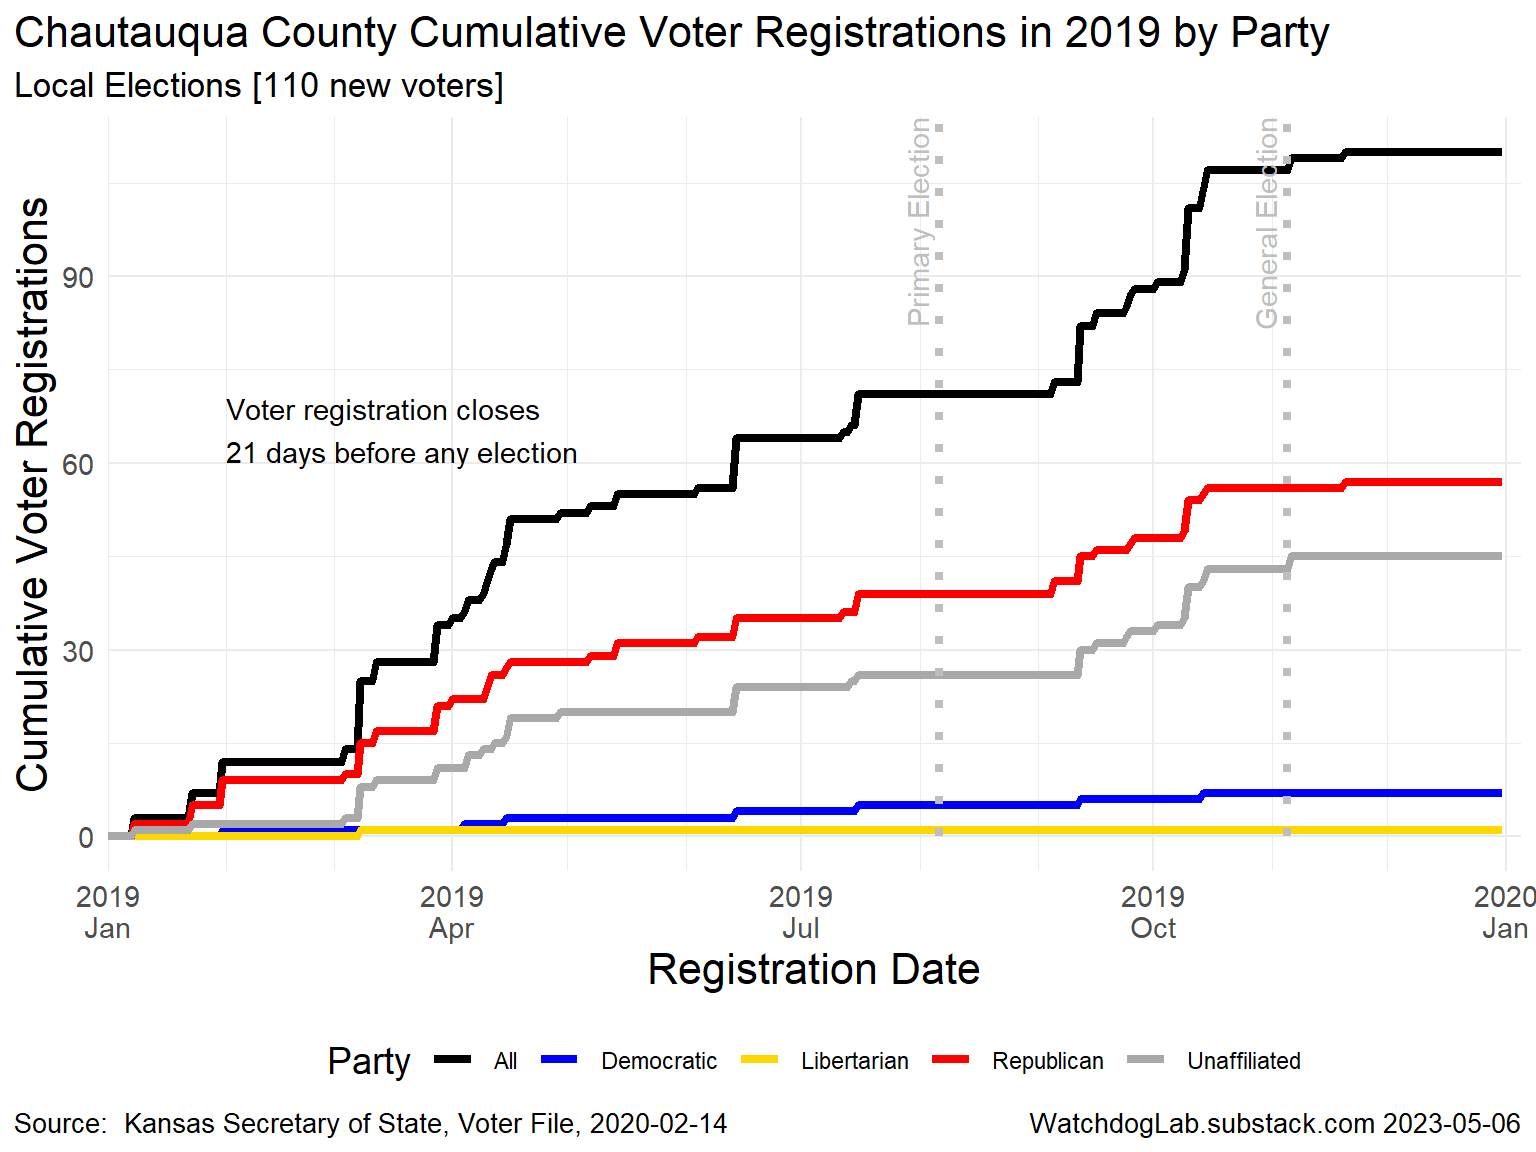 Chautauqua County Cumulative Voter Registrations in 2019 by Party
Local Elections [110 new voters]
Cumulative Voter Registrations
90
60
30
0
Primary Election
General Election
Voter registration closes
21 days before any election
2019
Jan
2019
Apr
2019
Jul
2019
Oct
2020
Jan
Registration Date
Party All Democratic Libertarian Republican Unaffiliated
Source:  Kansas Secretary of State, Voter File, 2020-02-14
WatchdogLab.substack.com 2023-05-06